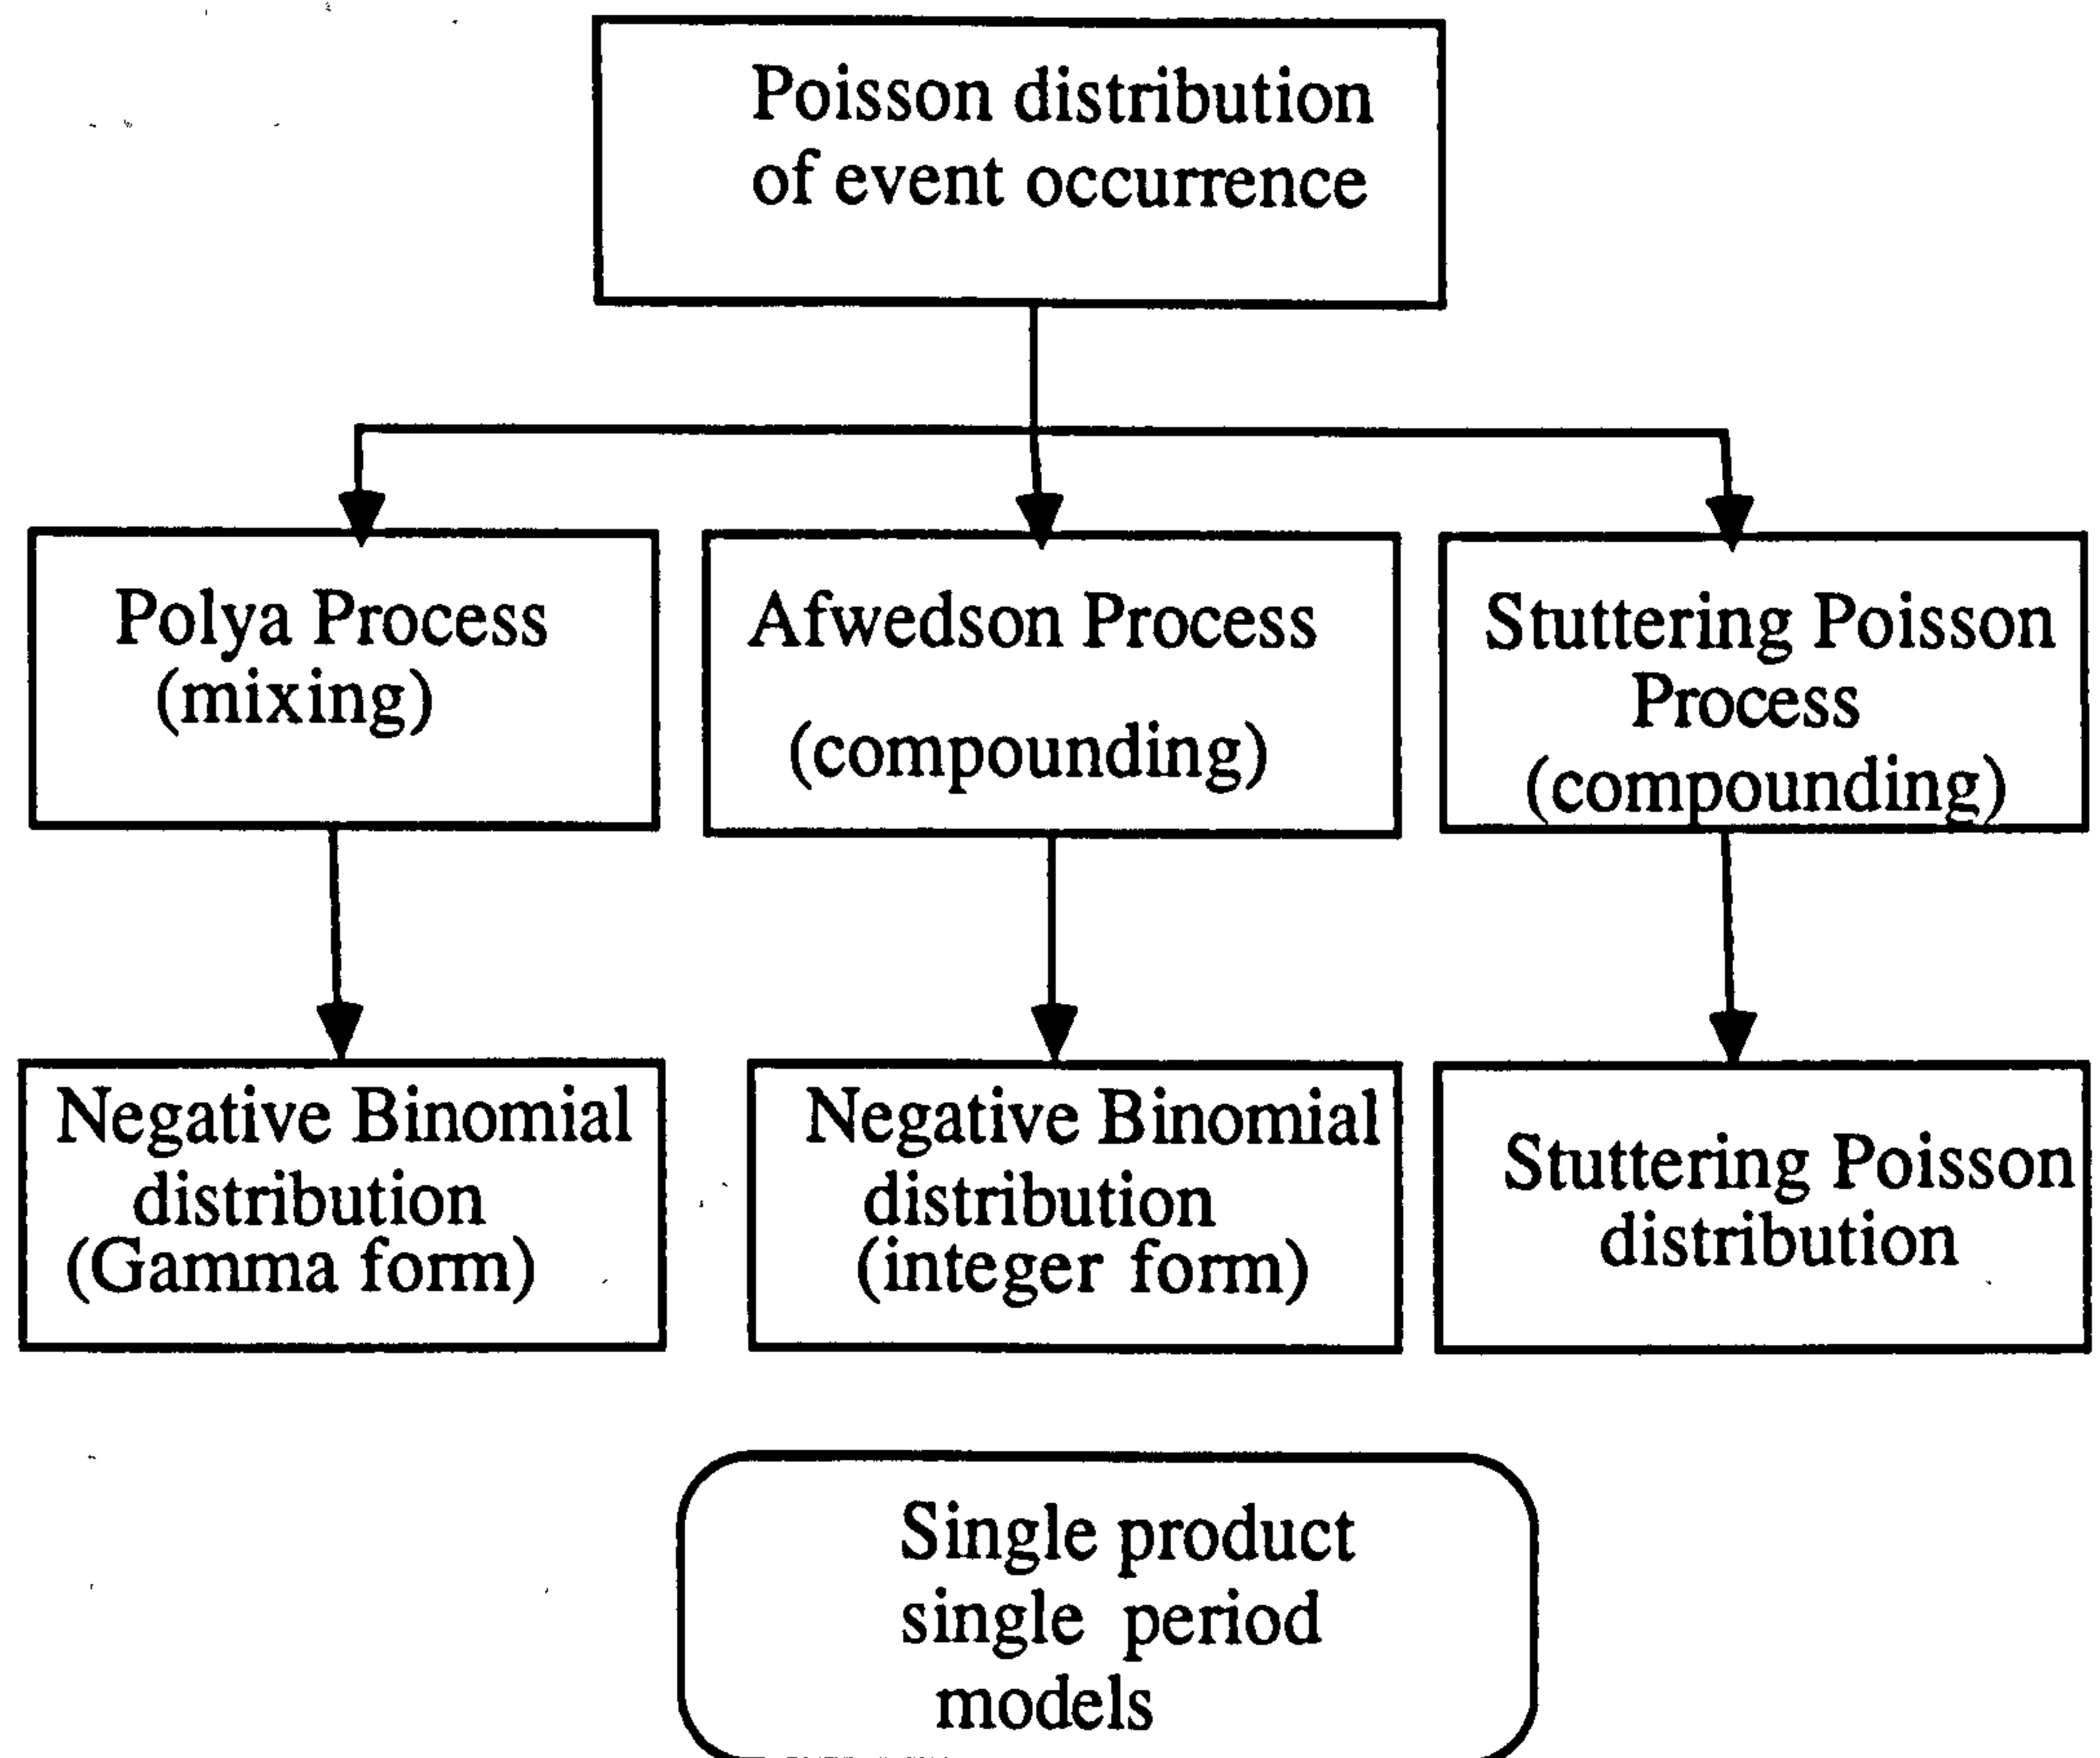 Poisson distribution
of event occurrence
Polya Process
(mixing)
Afwedson Process
(compounding)
Stuttering Poisson
Process
(compounding)
Negative Binomial
distribution
(Gamma form)
Negative Binomial
distribution
(integer form)
Stuttering Poisson
distribution
Single product
single period
models